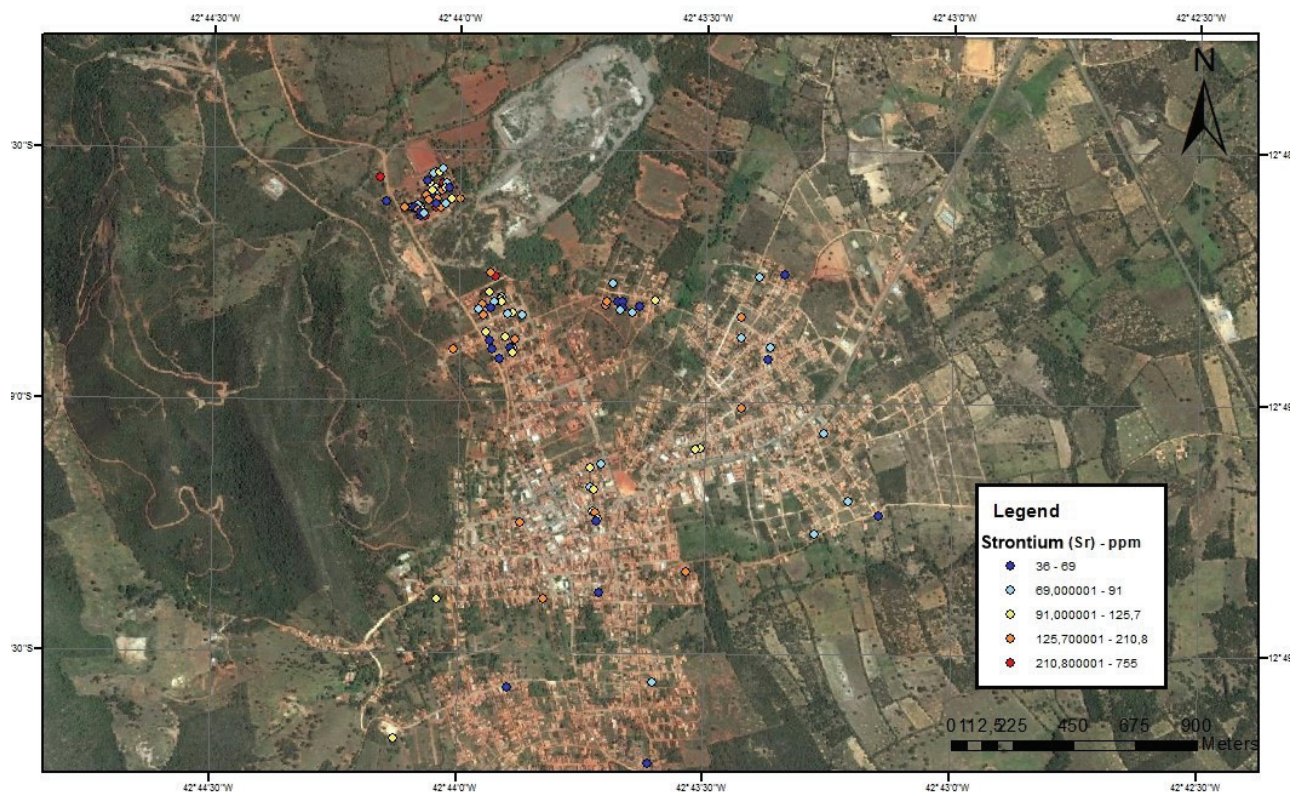 42°44'30"W 42°44'0"W 42°43'30"W 42°43'0"W 42°42'30"W
N
30"S 12°48
9'0"S 12°49
Legend
Strontium (Sr) - ppm
36 - 69
69,000001 - 91
91,000001 - 125,7
125,700001 - 210,8
210,800001 - 755
30"S 12°49
0 112,5 225 450 675 900
Meters
42°44'30"W 42°44'0"W 42°43'30"W 42°43'0"W 42°42'30"W